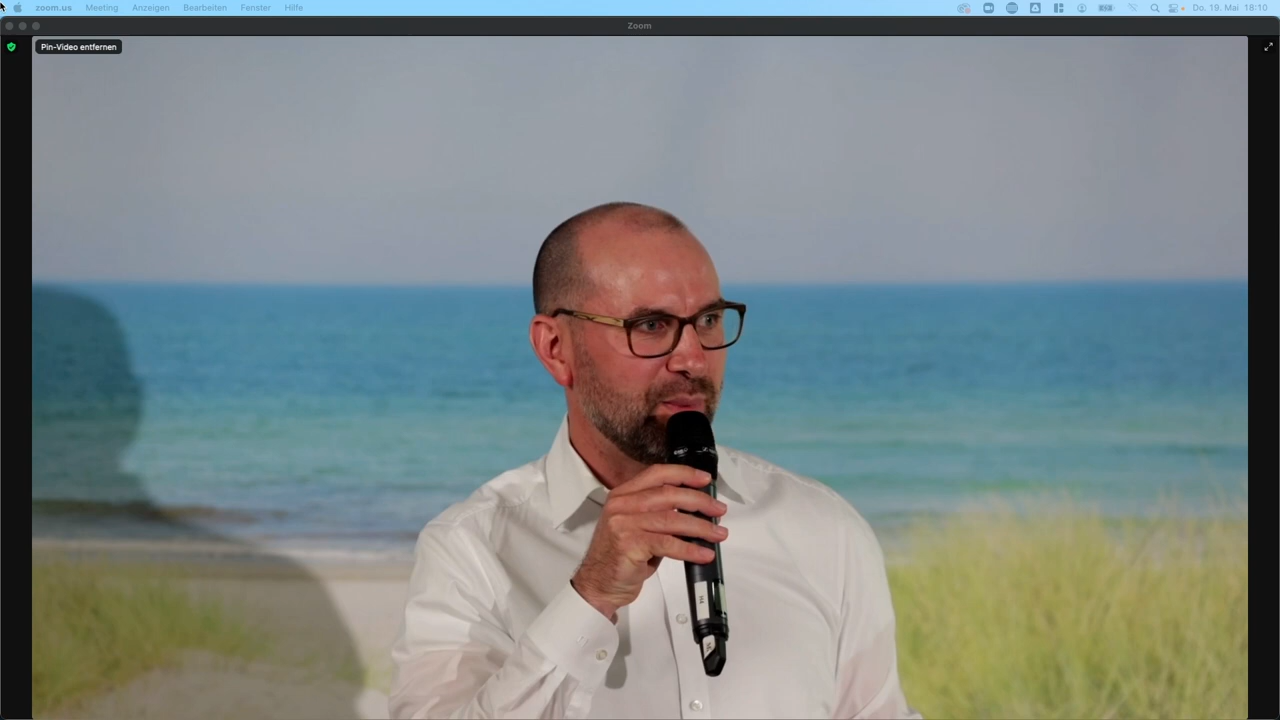 zoom.us Meeting Anzeigen Bearbeiten Fenster Hilfe Do. 19. Mai 18:10
Zoom
Pin-Video entfernen